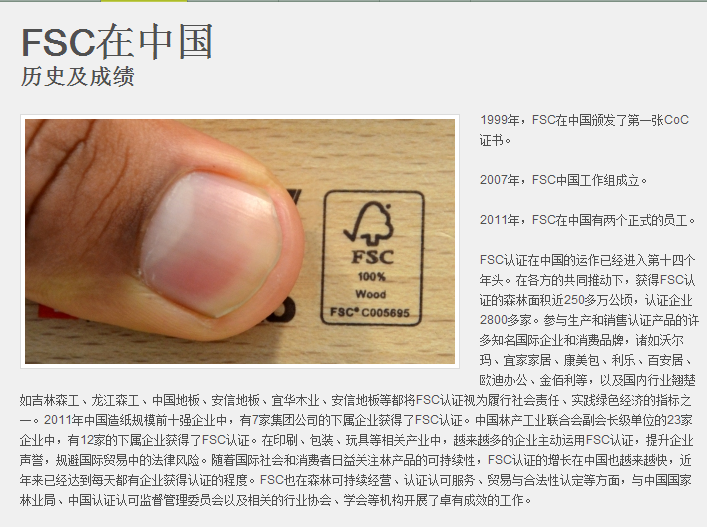 FSC在中国
历史及成绩
FSC
100%
Wood
FSC® C005695
1999年，FSC在中国颁发了第一张CoC
证书。
2007年，FSC中国工作组成立。
2011年，FSC在中国有两个正式的员工。
FSC认证在中国的运作已经进入第十四个
年头。在各方的共同推动下，获得FSC认
证的森林面积近250多万公顷，认证企业
2800多家。参与生产和销售认证产品的许
多知名国际企业和消费品牌，诸如沃尔
玛、宜家家居、康美包、利乐、百安居、
欧迪办公、金佰利等，以及国内行业翘楚
如吉林森工、龙江森工、中国地板、安信地板、宜华木业、安信地板等都将FSC认证视为履行社会责任、实践绿色经济的指标之
一。2011年中国造纸规模前十强企业中，有7家集团公司的下属企业获得了FSC认证。中国林产工业联合会副会长级单位的23家
企业中，有12家的下属企业获得了FSC认证。在印刷、包装、玩具等相关产业中，越来越多的企业主动运用FSC认证，提升企业
声誉，规避国际贸易中的法律风险。随着国际社会和消费者日益关注林产品的可持续性，FSC认证的增长在中国也越来越快，近
年来已经达到每天都有企业获得认证的程度。FSC也在森林可持续经营、认证认可服务、贸易与合法性认定等方面，与中国国家
林业局、中国认证认可监督管理委员会以及相关的行业协会、学会等机构开展了卓有成效的工作。